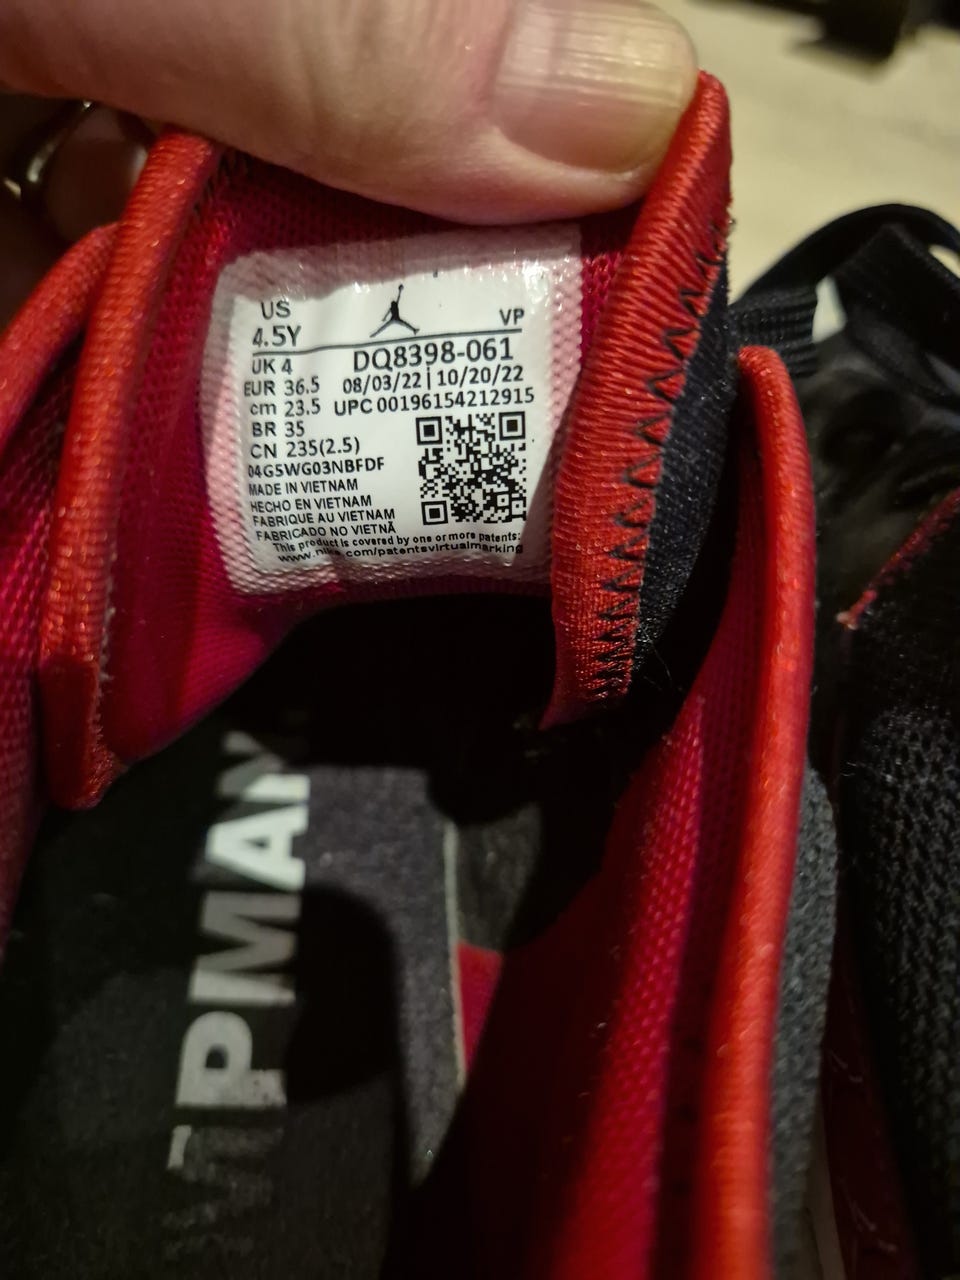 US
4.5Y
VP
UK 4
DQ8398-061
EUR 36.5
08/03/22 | 10/20/22
cm 23.5
UPC 00196154212915
BR 35
CN 235(2.5)
04G5WG03NBFDF
MADE IN VIETNAM
HECHO EN VIETNAM
FABRIQUE AU VIETNAM
FABRICADO NO VIETNÃ
This product is covered by one or more patents:
www.nike.com/patentsvirtualmarking